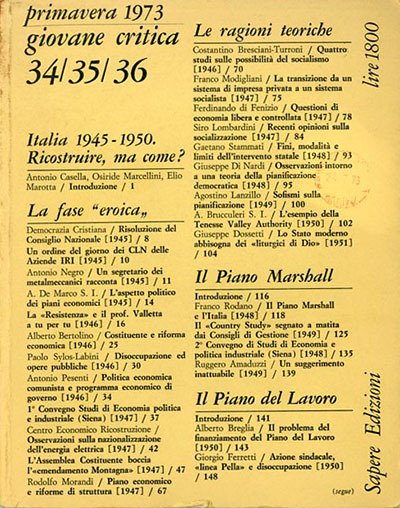 primavera 1973
giovane critica
34/35/36
Italia 1945-1950.
Ricostruire, ma come?
Antonio Casella, Osiride Marcellini, Elio
Marotta / Introduzione / 1
La fase "eroica„
Democrazia Cristiana / Risoluzione del
Consiglio Nazionale [1945] / 8
Un ordine del giorno dei CLN delle
Aziende IRI [1945] / 10
Antonio Negro / Un segretario dei
metalmeccanici racconta [1945] / 11
A. De Marco S. I. / L'aspetto politico
dei piani economici [1945] / 14
La «Resistenza» e il prof. Valletta
a tu per tu [1946] / 16
Alberto Bertolino / Costituente e riforma
economica [1946] / 25
Paolo Sylos-Labini / Disoccupazione ed
opere pubbliche [1946] / 30
Antonio Pesenti / Politica economica
comunista e programma economico di
governo [1946] / 34
1° Convegno Studi di Economia politica
e industriale (Siena) [1947] / 37
Centro Economico Ricostruzione /
Osservazioni sulla nazionalizzazione
dell'energia elettrica [1947] / 42
L'Assemblea Costituente boccia
l'«emendamento Montagna» [1947] / 47
Rodolfo Morandi / Piano economico
e riforme di struttura [1947] / 67
Le ragioni teoriche
Costantino Bresciani-Turroni / Quattro
studi sulle possibilità del socialismo
[1946] / 70
Franco Modigliani / La transizione da un
sistema di impresa privata a un sistema
socialista [1947] / 75
Ferdinando di Fenizio / Questioni di
economia libera e controllata [1947] / 78
Siro Lombardini / Recenti opinioni sulla
socializzazione [1947] / 84
Gaetano Stammati / Fini, modalità e
limiti dell'intervento statale [1948] / 93
Giuseppe Di Nardi / Osservazioni intorno
a una teoria della pianificazione
democratica [1948] / 95
Agostino Lanzillo / Sofismi sulla
pianificazione [1949] / 100
A. Brucculeri S. I. / L'esempio della
Tenesse Valley Authority [1950] / 102
Giuseppe Dossetti / Lo Stato moderno
abbisogna dei «liturgici di Dio» [1951]
/ 104
Il Piano Marshall
Introduzione / 116
Franco Rodano / Il Piano Marshall
e l'Italia [1948] / 118
Il «Country Study» segnato a matita
dai Consigli di Gestione [1949] / 125
2° Convegno di Studi di Economia e
politica industriale (Siena) [1948] / 135
Ruggero Amaduzzi / Un suggerimento
inattuabile [1949] / 139
Il Piano del Lavoro
Introduzione / 141
Alberto Breglia / Il problema del
finanziamento del Piano del Lavoro
[1950] / 143
Giorgio Ferretti / Azione sindacale,
«linea Pella» e disoccupazione [1950]
/ 148
(segue)
lire 1800
Sapere Edizioni